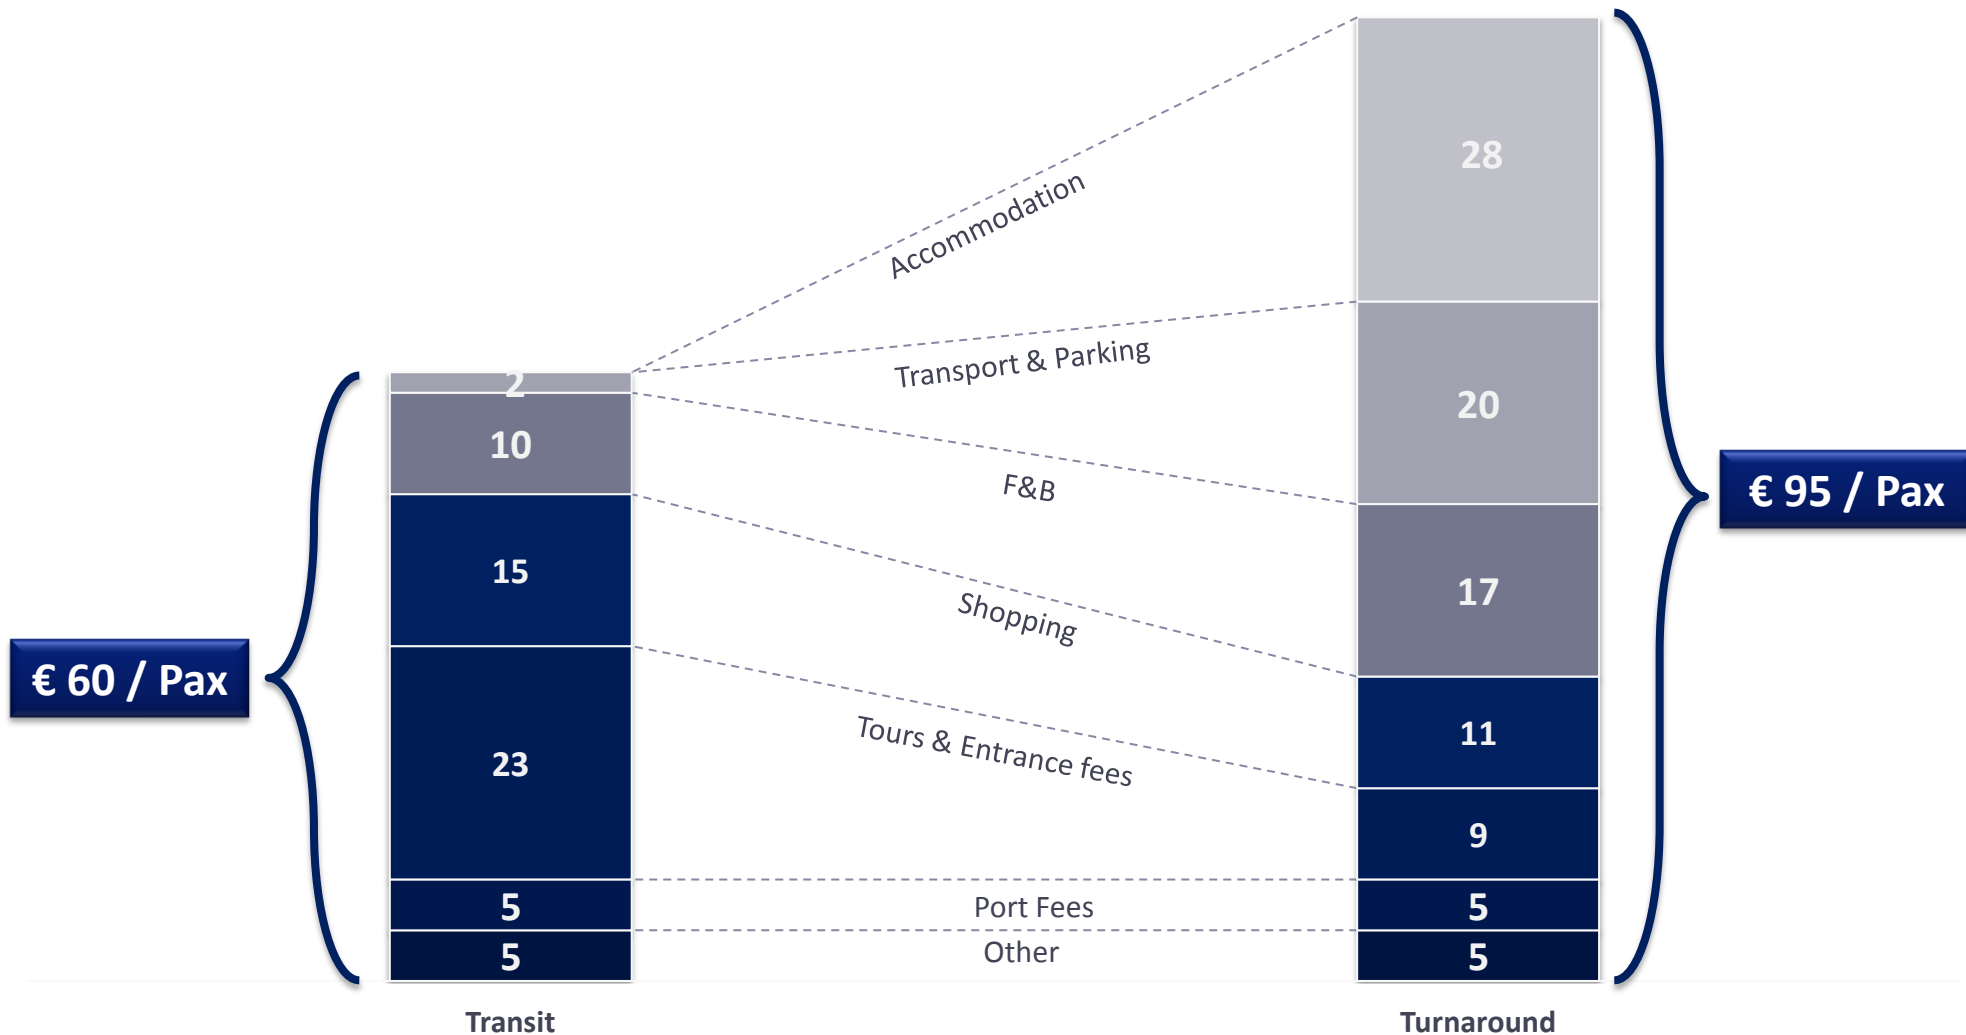 28
Accommodation
Transport & Parking
2
20
10
F&B
€ 95 / Pax
15
17
Shopping
€ 60 / Pax
11
Tours & Entrance fees
23
9
5
Port Fees
5
5
Other
5
Transit
Turnaround